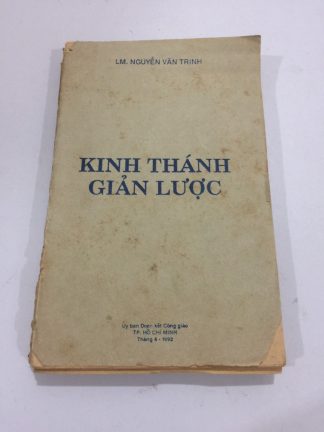 LM. NGUYỄN VĂN TRINH
KINH THÁNH
GIẢN LƯỢC
Ủy ban Đoàn kết Công giáo
TP. HỒ CHÍ MINH
Tháng 6 - 1992